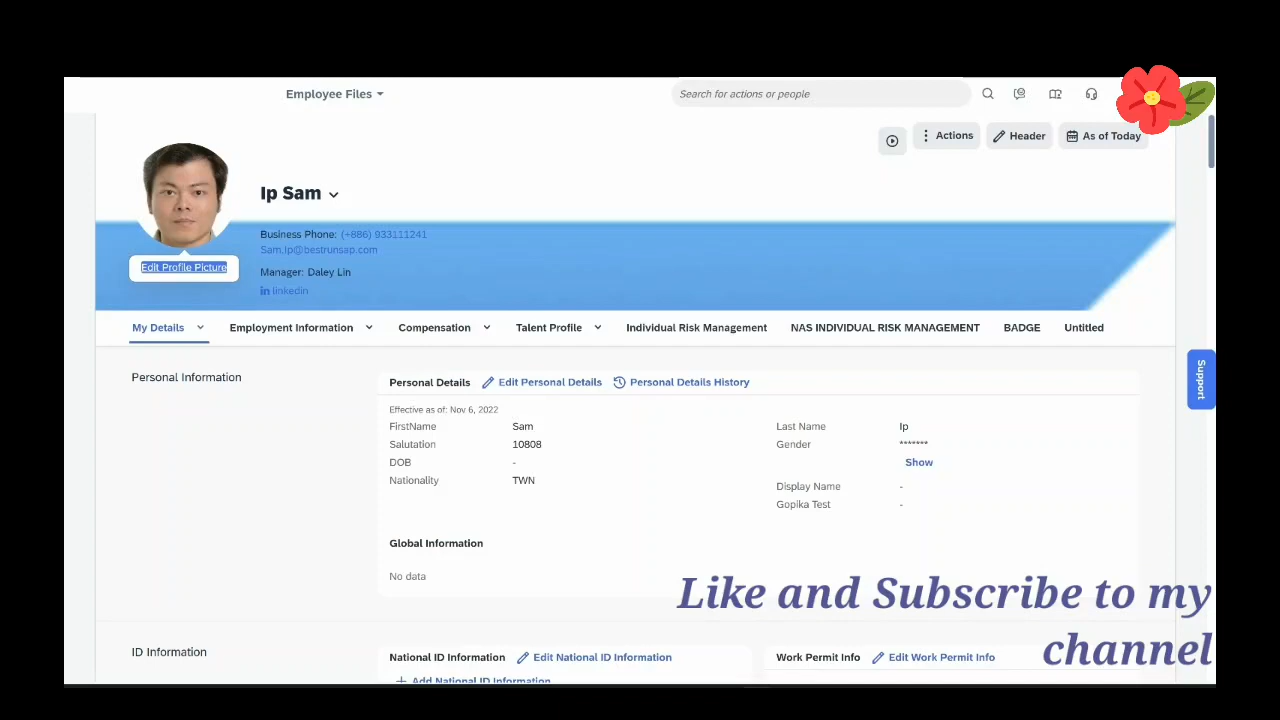 Employee Files
Search for actions or people
Actions
Header
As of Today
Ip Sam
Business Phone: (+886) 933111241
Sam.Ip@bestrunsap.com
Edit Profile Picture
Manager: Daley Lin
in linkedin
My Details Employment Information Compensation Talent Profile Individual Risk Management NAS INDIVIDUAL RISK MANAGEMENT BADGE Untitled
Support
Personal Information
Personal Details Edit Personal Details Personal Details History
Effective as of: Nov 6, 2022
FirstName Sam Last Name Ip
Salutation 10808 Gender *******
DOB - Show
Nationality TWN
Display Name -
Gopika Test -
Global Information
No data
Like and Subscribe to my
channel
ID Information
National ID Information Edit National ID Information Work Permit Info Edit Work Permit Info
Add National ID Information